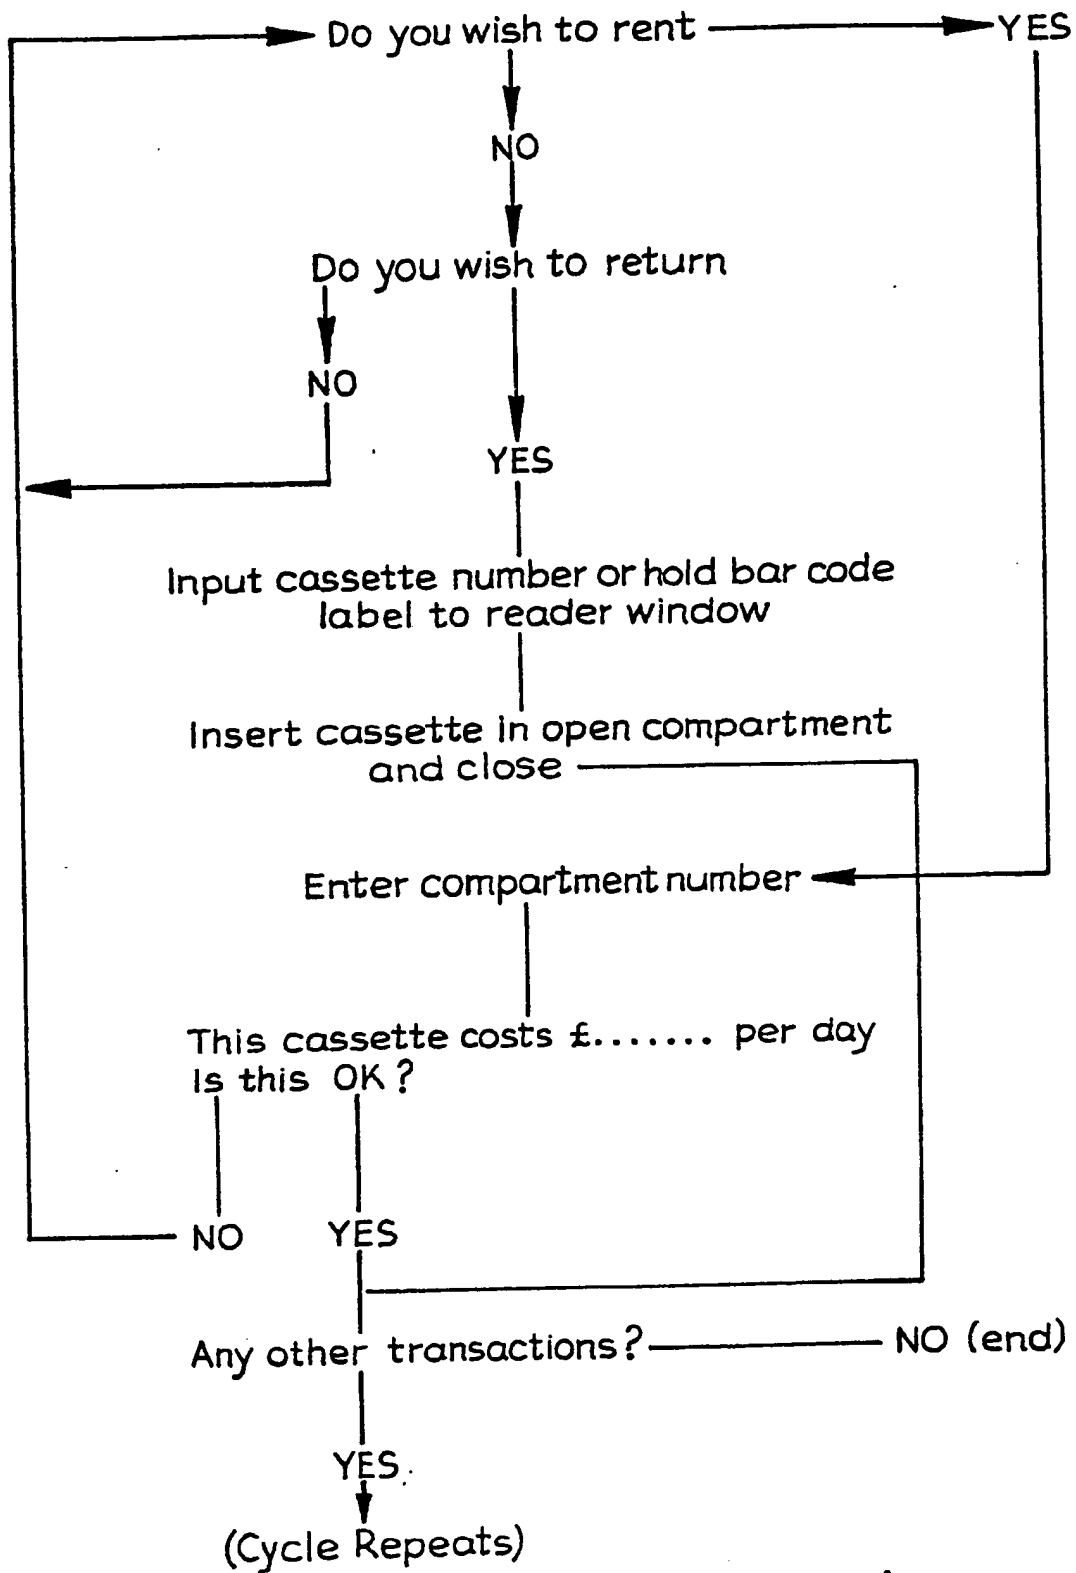 Do you wish to rent YES
NO
Do you wish to return
NO
YES
Input cassette number or hold bar code
label to reader window
Insert cassette in open compartment
and close
Enter compartment number
This cassette costs £....... per day
Is this OK?
NO YES
Any other transactions? NO (end)
YES
(Cycle Repeats)